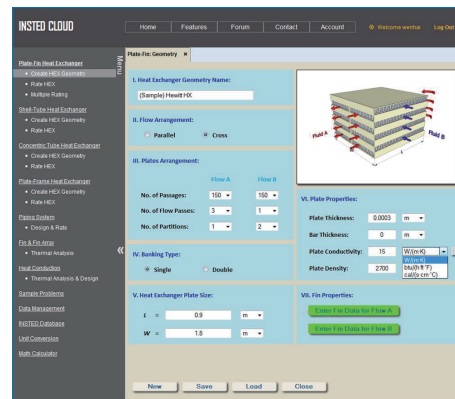 INSTED CLOUD
Home Features Forum Contact Account Welcome wenhai Log Out
Menu
Plate-Fin Heat Exchanger
Create HEX Geometry
Rate HEX
Multiple Rating
Shell-Tube Heat Exchanger
Create HEX Geometry
Rate HEX
Concentric Tube Heat Exchanger
Create HEX Geometry
Rate HEX
Plate-Frame Heat Exchanger
Create HEX Geometry
Rate HEX
Piping System
Design & Rate
Fin & Fin Array
Thermal Analysis
Heat Conduction
Thermal Analysis & Design
Sample Problems
Data Management
INSTED Database
Unit Conversion
Math Calculator
«
Plate-Fin: Geometry ×
I. Heat Exchanger Geometry Name:
(Sample) Hewitt HX
II. Flow Arrangement:
Parallel Cross
III. Plates Arrangement:
Flow A Flow B
No. of Passages: 150 150
No. of Flow Passes: 3 1
No. of Partitions: 1 2
IV. Banking Type:
Single Double
V. Heat Exchanger Plate Size:
L = 0.9 m
W = 1.8 m
Fluid A
Fluid B
L
VI. Plate Properties:
Plate Thickness: 0.0003 m
Bar Thickness: 0 m
Plate Conductivity: 15 W/(m·K)
W/(m·K)
btu/(h·ft·°F)
cal/(s·cm·°C)
Plate Density: 2700
VII. Fin Properties:
Enter Fin Data for Flow A
Enter Fin Data for Flow B
New Save Load Close